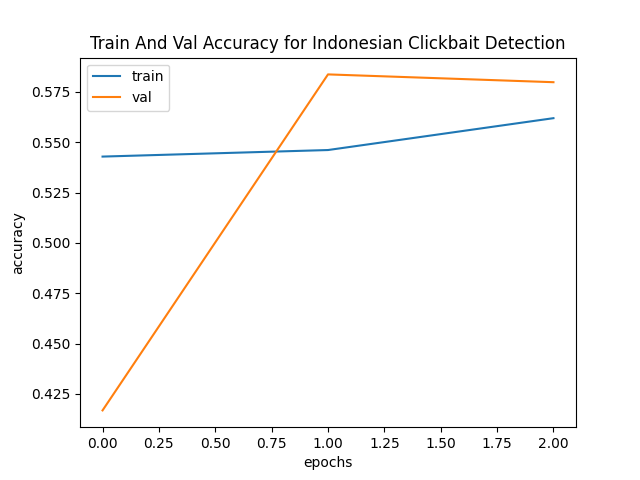 Train And Val Accuracy for Indonesian Clickbait Detection
train
val
0.575
0.550
0.525
0.500
0.475
0.450
0.425
accuracy
0.00 0.25 0.50 0.75 1.00 1.25 1.50 1.75 2.00
epochs